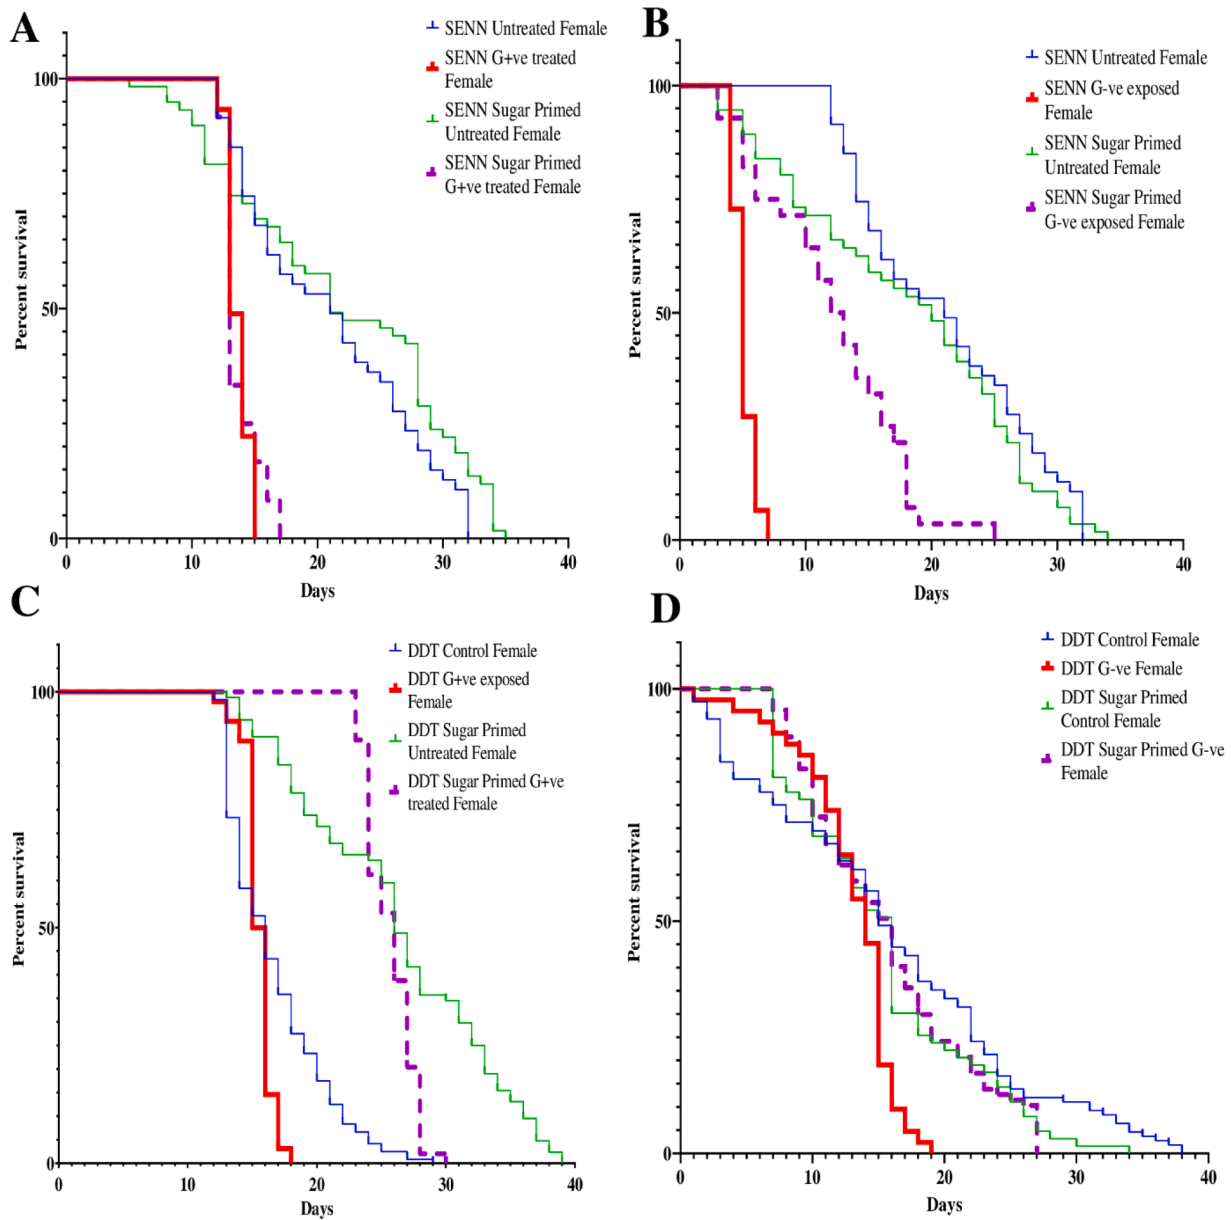 A
SENN Untreated Female
SENN G+ve treated
Female
SENN Sugar Primed
Untreated Female
SENN Sugar Primed
G+ve treated Female
Percent survival
100
50
0
0 10 20 30 40
Days
B
SENN Untreated Female
SENN G-ve exposed
Female
SENN Sugar Primed
Untreated Female
SENN Sugar Primed
G-ve exposed Female
Percent survival
100
50
0
0 10 20 30 40
Days
C
DDT Control Female
DDT G+ve exposed
Female
DDT Sugar Primed
Untreated Female
DDT Sugar Primed G+ve
treated Female
Percent survival
100
50
0
0 10 20 30 40
Days
D
DDT Control Female
DDT G-ve Female
DDT Sugar Primed
Control Female
DDT Sugar Primed G-ve
Female
Percent survival
100
50
0
0 10 20 30 40
Days